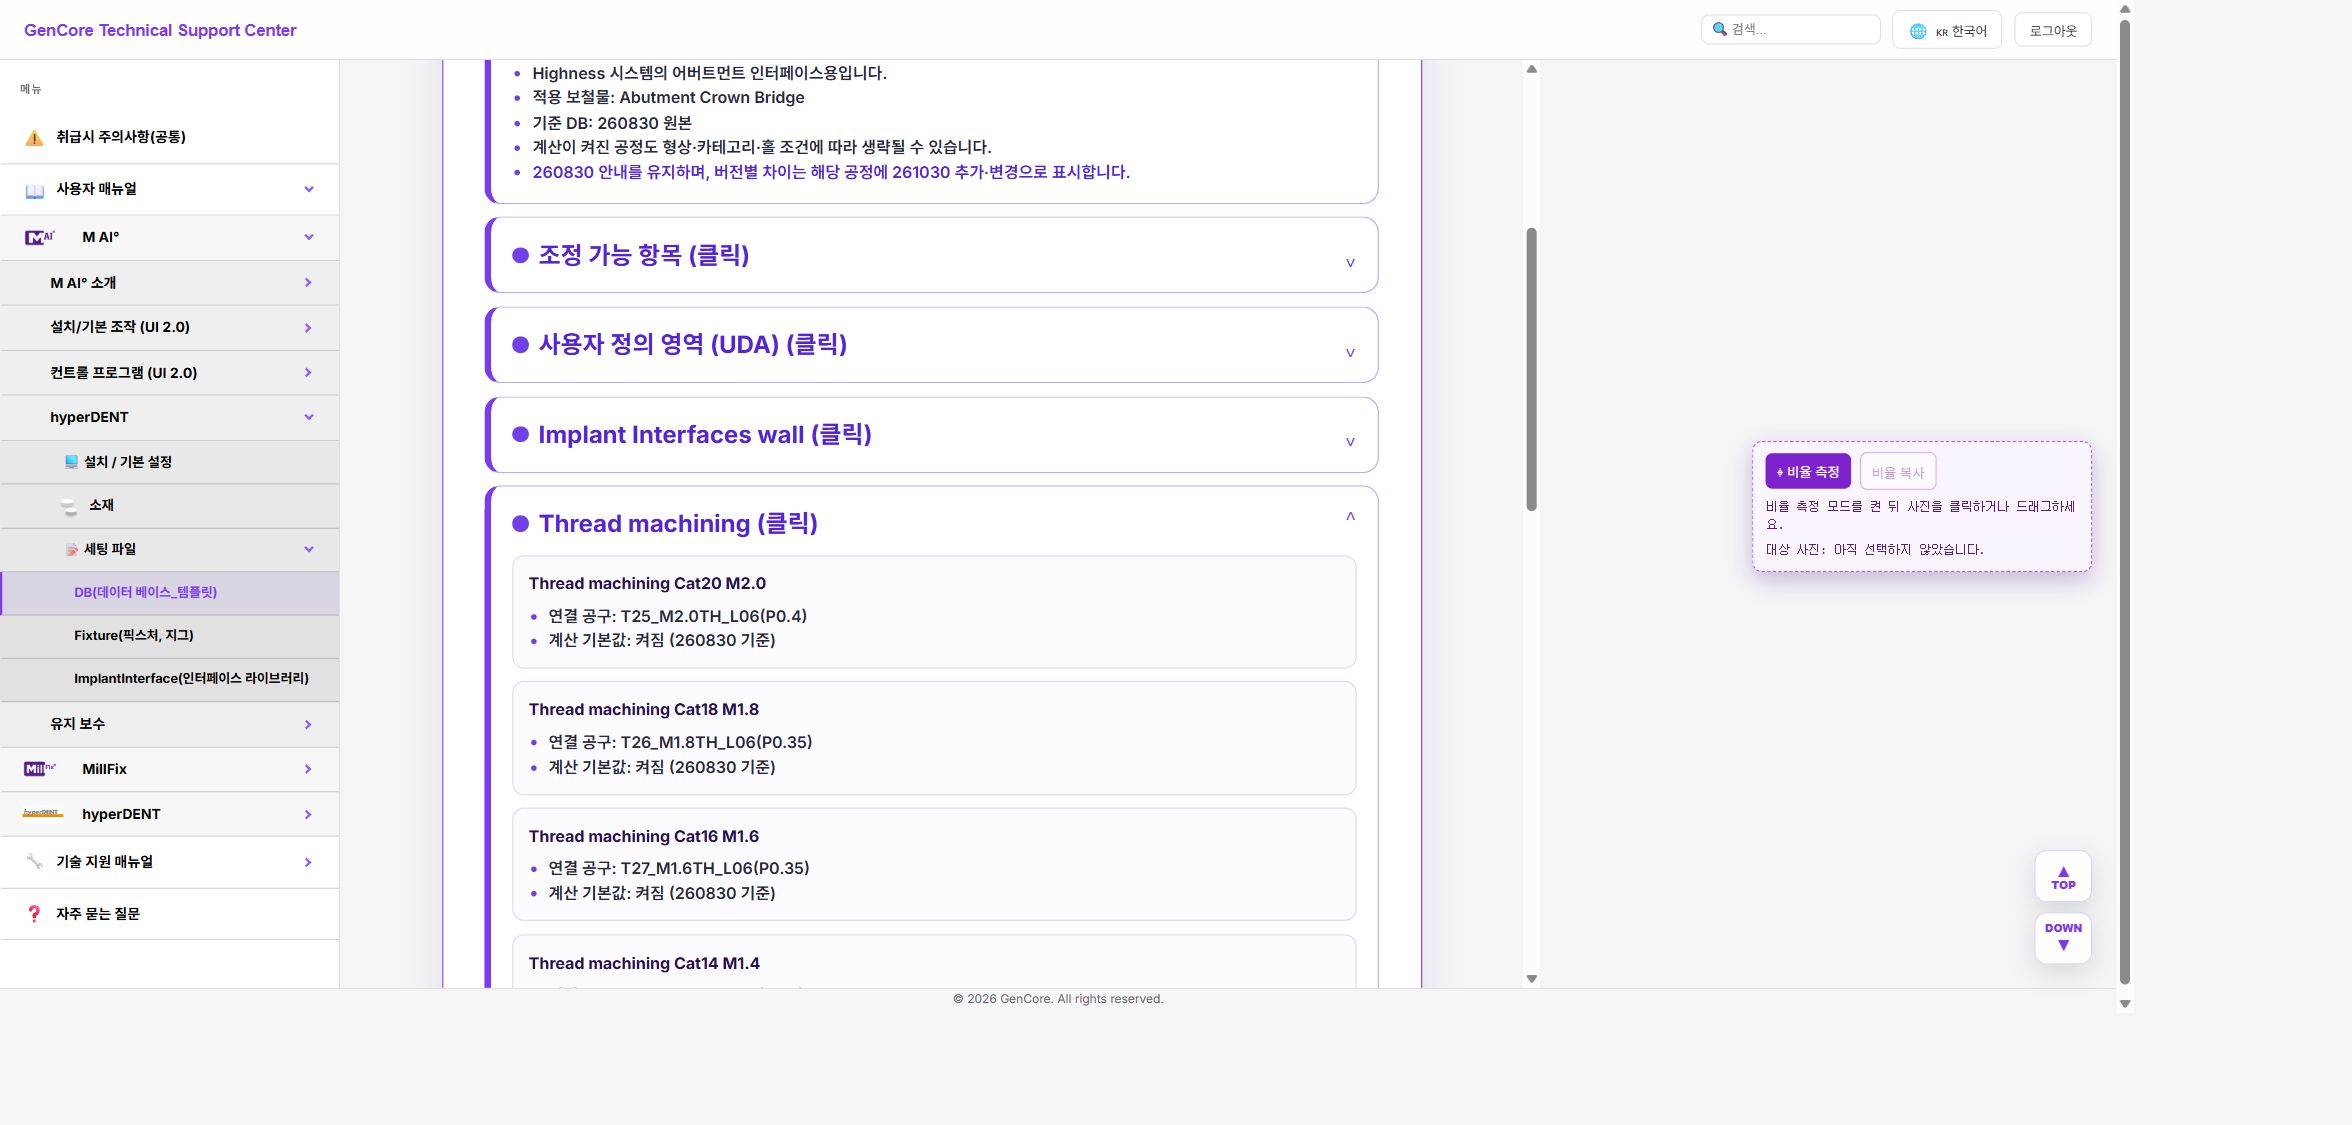 GenCore Technical Support Center
검색...
KR 한국어
로그아웃
메뉴
취급시 주의사항(공통)
사용자 매뉴얼
M AI°
M AI° 소개
설치/기본 조작 (UI 2.0)
컨트롤 프로그램 (UI 2.0)
hyperDENT
설치 / 기본 설정
소재
세팅 파일
DB(데이터 베이스_템플릿)
Fixture(픽스처, 지그)
ImplantInterface(인터페이스 라이브러리)
유지 보수
MillFix
hyperDENT
기술 지원 매뉴얼
자주 묻는 질문
Highness 시스템의 어버트먼트 인터페이스용입니다.
적용 보철물: Abutment Crown Bridge
기준 DB: 260830 원본
계산이 켜진 공정도 형상·카테고리·홀 조건에 따라 생략될 수 있습니다.
260830 안내를 유지하며, 버전별 차이는 해당 공정에 261030 추가·변경으로 표시합니다.
조정 가능 항목 (클릭)
사용자 정의 영역 (UDA) (클릭)
Implant Interfaces wall (클릭)
Thread machining (클릭)
Thread machining Cat20 M2.0
연결 공구: T25_M2.0TH_L06(P0.4)
계산 기본값: 켜짐 (260830 기준)
Thread machining Cat18 M1.8
연결 공구: T26_M1.8TH_L06(P0.35)
계산 기본값: 켜짐 (260830 기준)
Thread machining Cat16 M1.6
연결 공구: T27_M1.6TH_L06(P0.35)
계산 기본값: 켜짐 (260830 기준)
Thread machining Cat14 M1.4
비율 측정
비율 복사
비율 측정 모드를 켠 뒤 사진을 클릭하거나 드래그하세
요.
대상 사진: 아직 선택하지 않았습니다.
TOP
DOWN
© 2026 GenCore. All rights reserved.